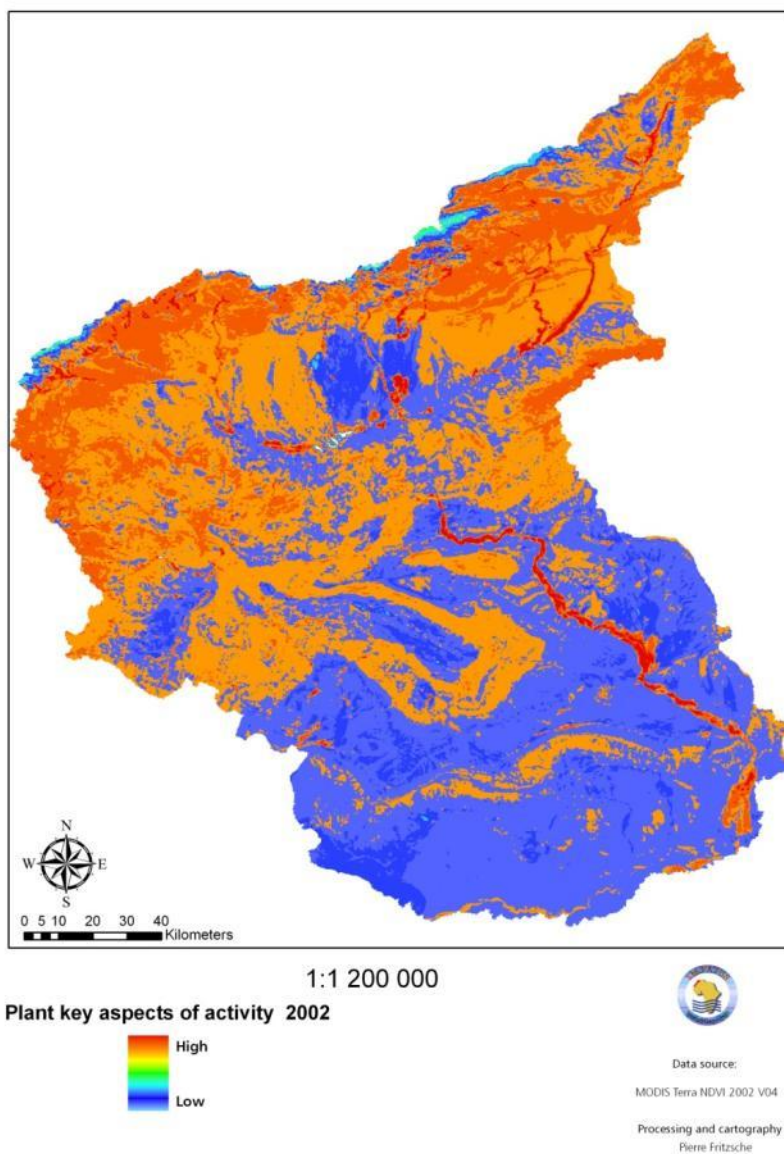 N
W E
S
0 5 10 20 30 40
Kilometers
1:1 200 000
Plant key aspects of activity 2002
High
Low
Data source:
MODIS Terra NDVI 2002 V04
Processing and cartography
Pierre Fritzsche